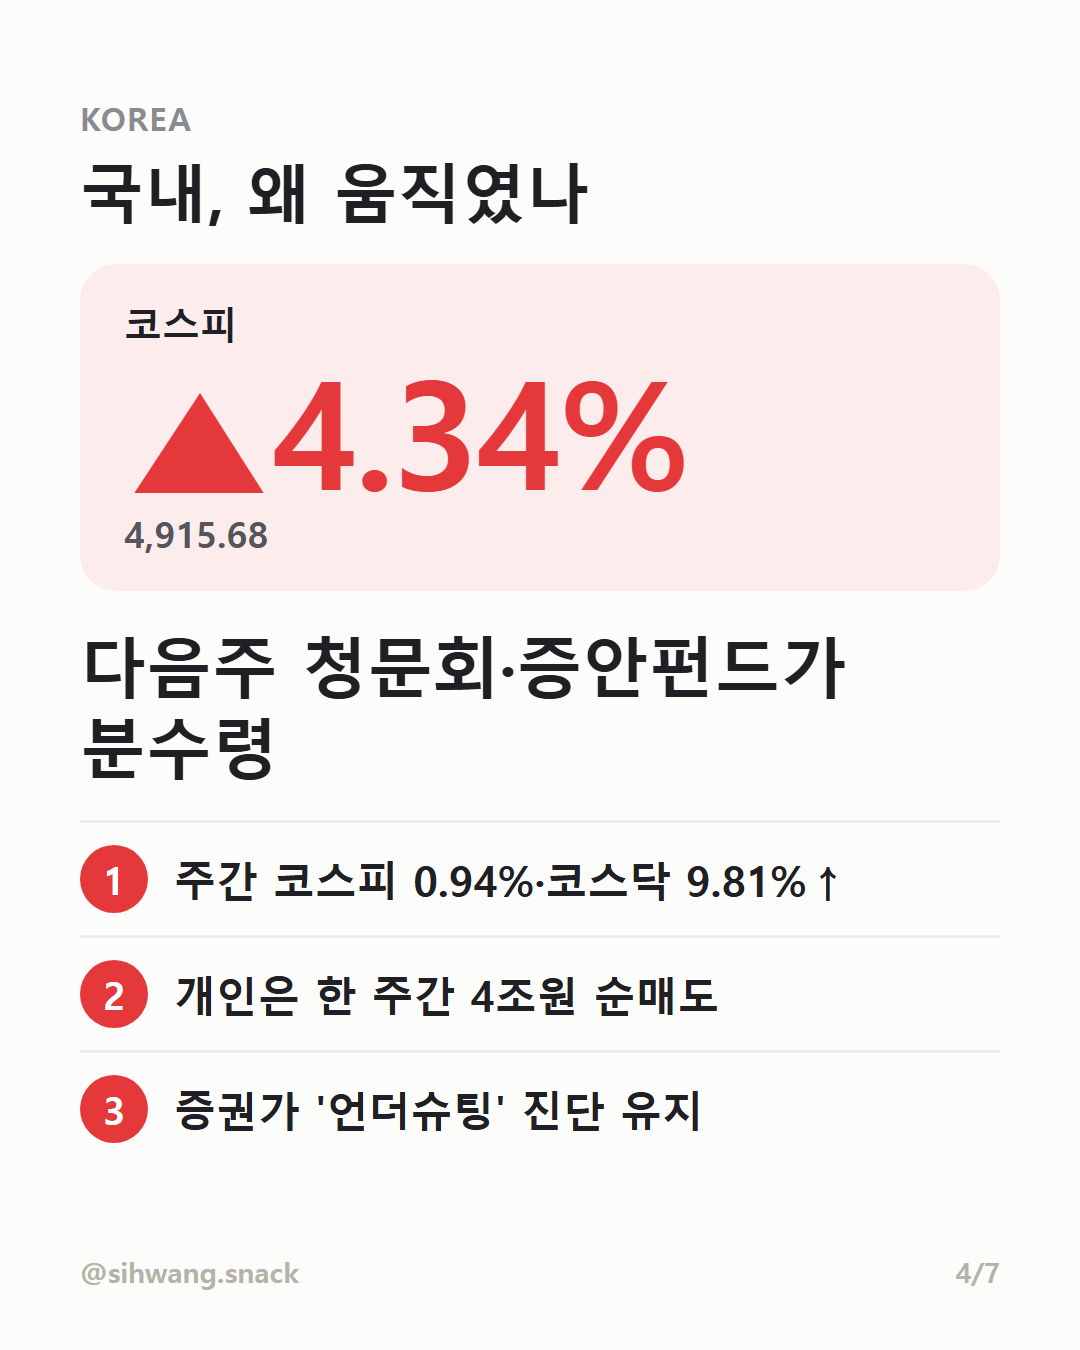 KOREA
국내, 왜 움직였나
코스피
▲4.34%
4,915.68
다음주 청문회·증안펀드가
분수령
1 주간 코스피 0.94%·코스닥 9.81%↑
2 개인은 한 주간 4조원 순매도
3 증권가 '언더슈팅' 진단 유지
@sihwang.snack
4/7